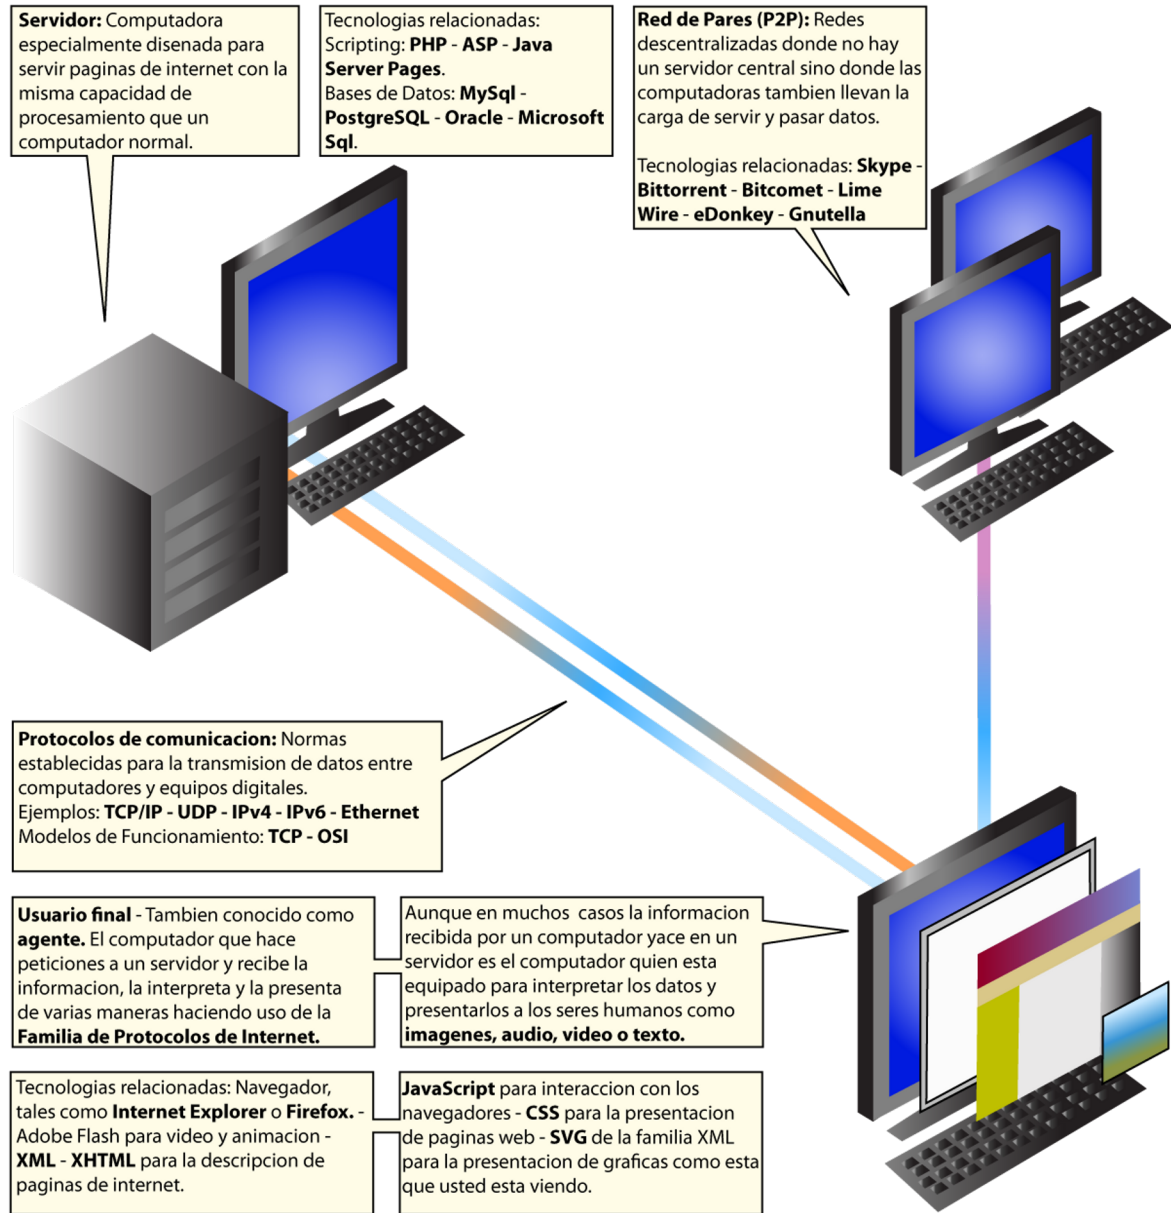 Servidor: Computadora
especialmente disenada para
servir paginas de internet con la
misma capacidad de
procesamiento que un
computador normal.
Tecnologias relacionadas:
Scripting: PHP - ASP - Java
Server Pages.
Bases de Datos: MySql -
PostgreSQL - Oracle - Microsoft
Sql.
Red de Pares (P2P): Redes
descentralizadas donde no hay
un servidor central sino donde las
computadoras tambien llevan la
carga de servir y pasar datos.
Tecnologias relacionadas: Skype -
Bittorrent - Bitcomet - Lime
Wire - eDonkey - Gnutella
Protocolos de comunicacion: Normas
establecidas para la transmision de datos entre
computadores y equipos digitales.
Ejemplos: TCP/IP - UDP - IPv4 - IPv6 - Ethernet
Modelos de Funcionamiento: TCP - OSI
Usuario final - Tambien conocido como
agente. El computador que hace
peticiones a un servidor y recibe la
informacion, la interpreta y la presenta
de varias maneras haciendo uso de la
Familia de Protocolos de Internet.
Aunque en muchos casos la informacion
recibida por un computador yace en un
servidor es el computador quien esta
equipado para interpretar los datos y
presentarlos a los seres humanos como
imagenes, audio, video o texto.
Tecnologias relacionadas: Navegador,
tales como Internet Explorer o Firefox. -
Adobe Flash para video y animacion -
XML - XHTML para la descripcion de
paginas de internet.
JavaScript para interaccion con los
navegadores - CSS para la presentacion
de paginas web - SVG de la familia XML
para la presentacion de graficas como esta
que usted esta viendo.